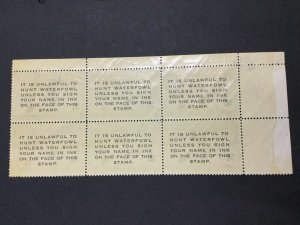 IT IS UNLAWFUL TO
HUNT WATERFOWL
UNLESS YOU SIGN
YOUR NAME IN INK
ON THE FACE OF THIS
STAMP.
IT IS UNLAWFUL TO
HUNT WATERFOWL
UNLESS YOU SIGN
YOUR NAME IN INK
ON THE FACE OF THIS
STAMP.
IT IS UNLAWFUL TO
HUNT WATERFOWL
UNLESS YOU SIGN
YOUR NAME IN INK
ON THE FACE OF THIS
STAMP.
IT IS UNLAWFUL TO
HUNT WATERFOWL
UNLESS YOU SIGN
YOUR NAME IN INK
ON THE FACE OF THIS
STAMP.
IT IS UNLAWFUL TO
HUNT WATERFOWL
UNLESS YOU SIGN
YOUR NAME IN INK
ON THE FACE OF THIS
STAMP.
IT IS UNLAWFUL TO
HUNT WATERFOWL
UNLESS YOU SIGN
YOUR NAME IN INK
ON THE FACE OF THIS
STAMP.